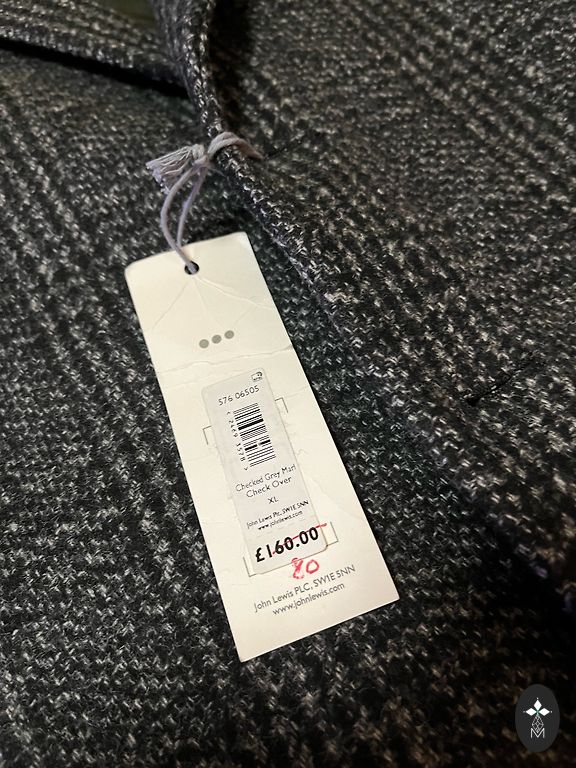 576 06505
Checked Grey Marl
Check Over
XL
John Lewis Plc, SW1E 5NN
www.johnlewis.com
£160.00
80
John Lewis PLC, SW1E 5NN
www.johnlewis.com
M